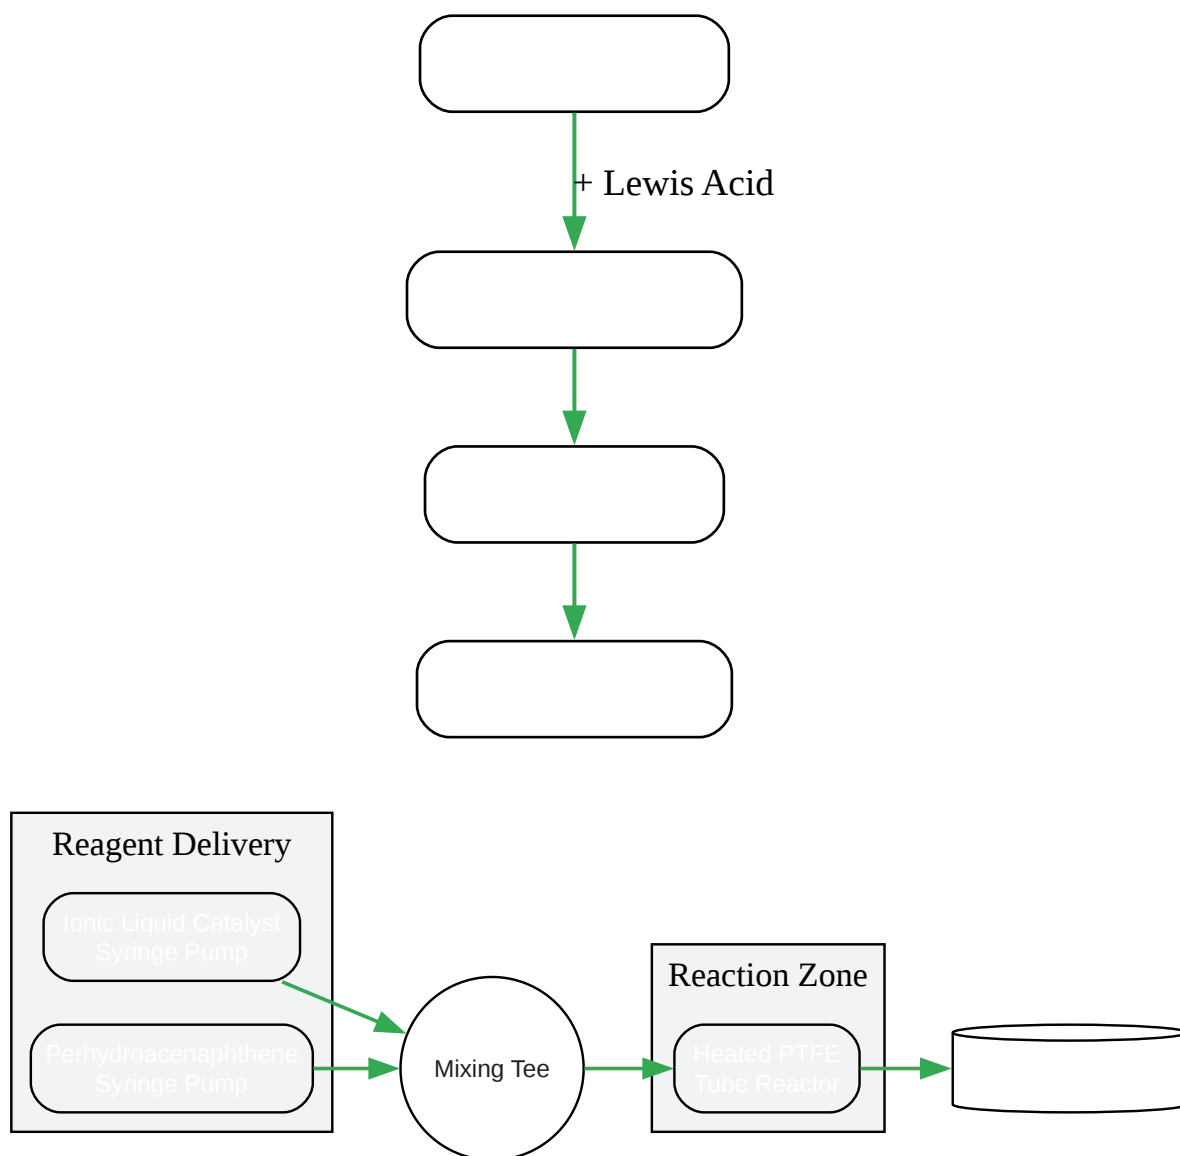 + Lewis Acid
Reagent Delivery
Ionic Liquid Catalyst
Syringe Pump
Perhydroacenaphthene
Syringe Pump
Mixing Tee
Reaction Zone
Heated PTFE
Tube Reactor